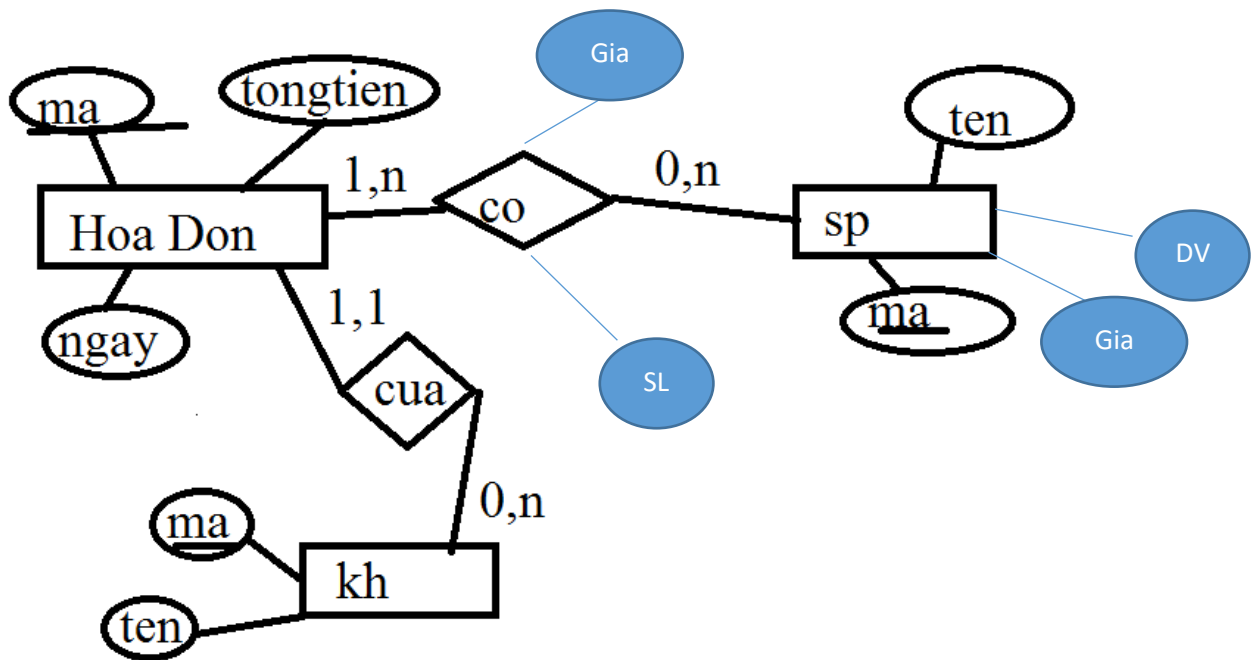 Gia
ma
tongtien
ten
1,n
0,n
co
Hoa Don
sp
DV
ma
Gia
ngay
1,1
cua
SL
0,n
ma
kh
ten